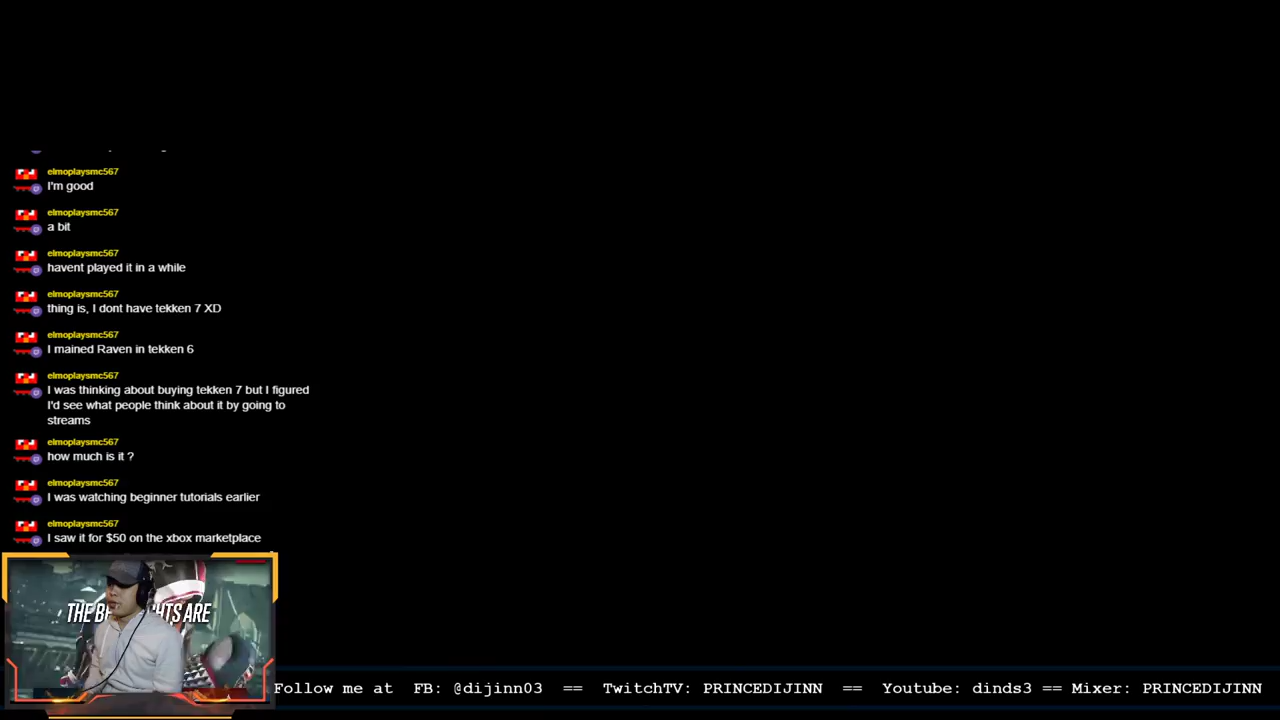 elmoplaysmc567
I'm good
elmoplaysmc567
a bit
elmoplaysmc567
havent played it in a while
elmoplaysmc567
thing is, I dont have tekken 7 XD
elmoplaysmc567
I mained Raven in tekken 6
elmoplaysmc567
I was thinking about buying tekken 7 but I figured
I'd see what people think about it by going to
streams
elmoplaysmc567
how much is it ?
elmoplaysmc567
I was watching beginner tutorials earlier
elmoplaysmc567
I saw it for $50 on the xbox marketplace
THE ARE
Follow me at FB: @dijinn03 == TwitchTV: PRINCEDIJINN == Youtube: dinds3 == Mixer: PRINCEDIJINN